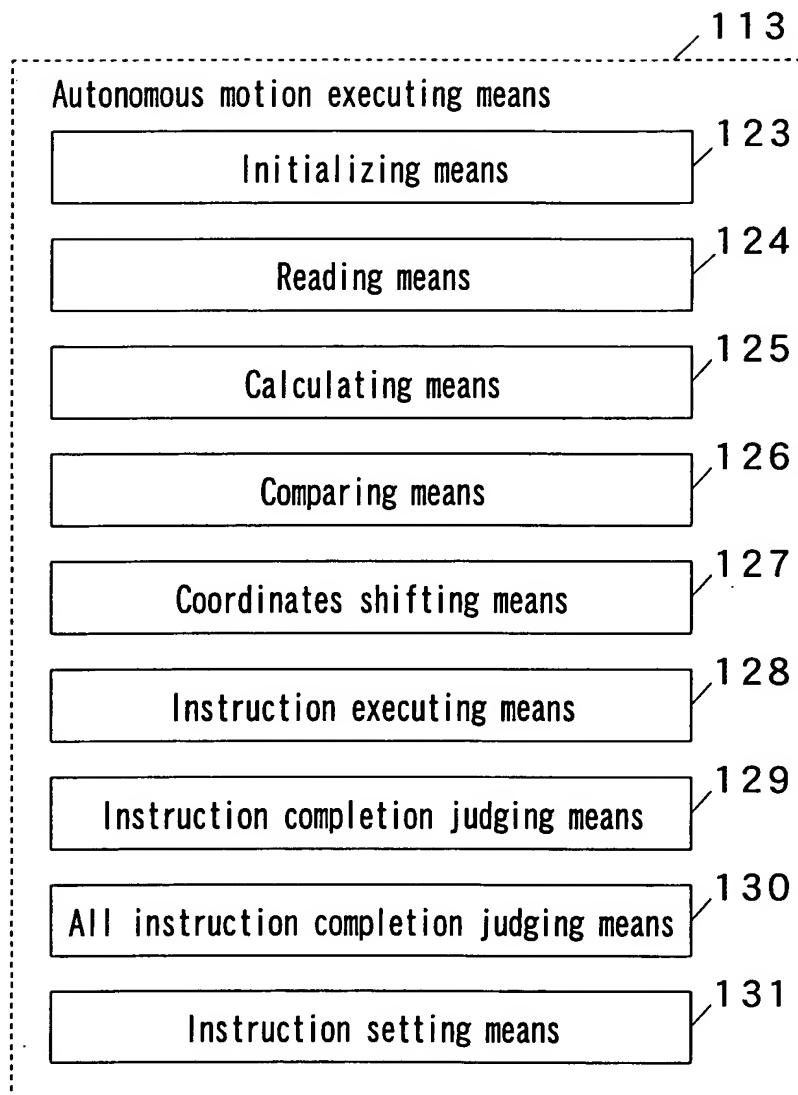 113
Autonomous motion executing means
123
Initializing means
124
Reading means
125
Calculating means
126
Comparing means
127
Coordinates shifting means
128
Instruction executing means
129
Instruction completion judging means
130
All instruction completion judging means
131
Instruction setting means